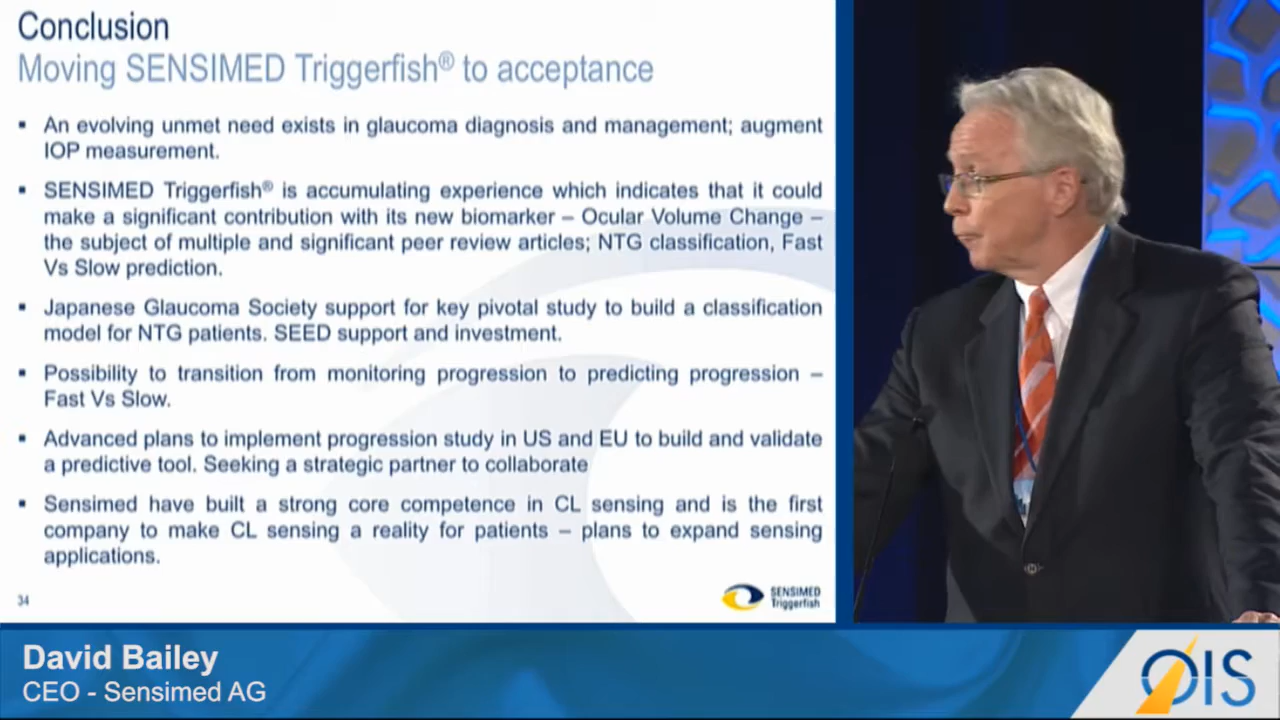 Conclusion
Moving SENSIMED Triggerfish® to acceptance
▪ An evolving unmet need exists in glaucoma diagnosis and management; augment
IOP measurement.
▪ SENSIMED Triggerfish® is accumulating experience which indicates that it could
make a significant contribution with its new biomarker – Ocular Volume Change –
the subject of multiple and significant peer review articles; NTG classification, Fast
Vs Slow prediction.
▪ Japanese Glaucoma Society support for key pivotal study to build a classification
model for NTG patients. SEED support and investment.
▪ Possibility to transition from monitoring progression to predicting progression –
Fast Vs Slow.
▪ Advanced plans to implement progression study in US and EU to build and validate
a predictive tool. Seeking a strategic partner to collaborate
▪ Sensimed have built a strong core competence in CL sensing and is the first
company to make CL sensing a reality for patients – plans to expand sensing
applications.
34
SENSIMED
Triggerfish
David Bailey
CEO - Sensimed AG
OIS